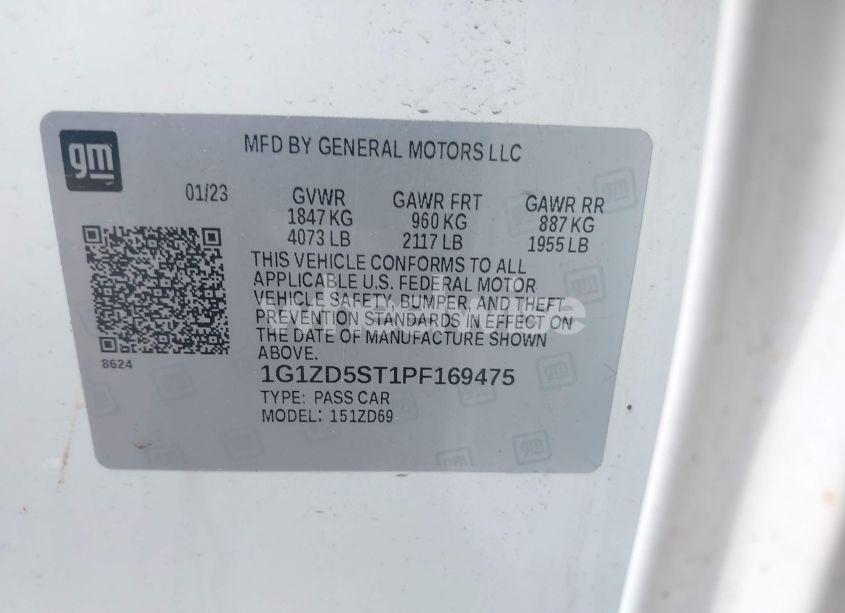 gm
MFD BY GENERAL MOTORS LLC
01/23
GVWR GAWR FRT GAWR RR
1847 KG 960 KG 887 KG
4073 LB 2117 LB 1955 LB
THIS VEHICLE CONFORMS TO ALL
APPLICABLE U.S. FEDERAL MOTOR
VEHICLE SAFETY, BUMPER, AND THEFT
PREVENTION STANDARDS IN EFFECT ON
THE DATE OF MANUFACTURE SHOWN
ABOVE.
8624
1G1ZD5ST1PF169475
TYPE: PASS CAR
MODEL: 151ZD69